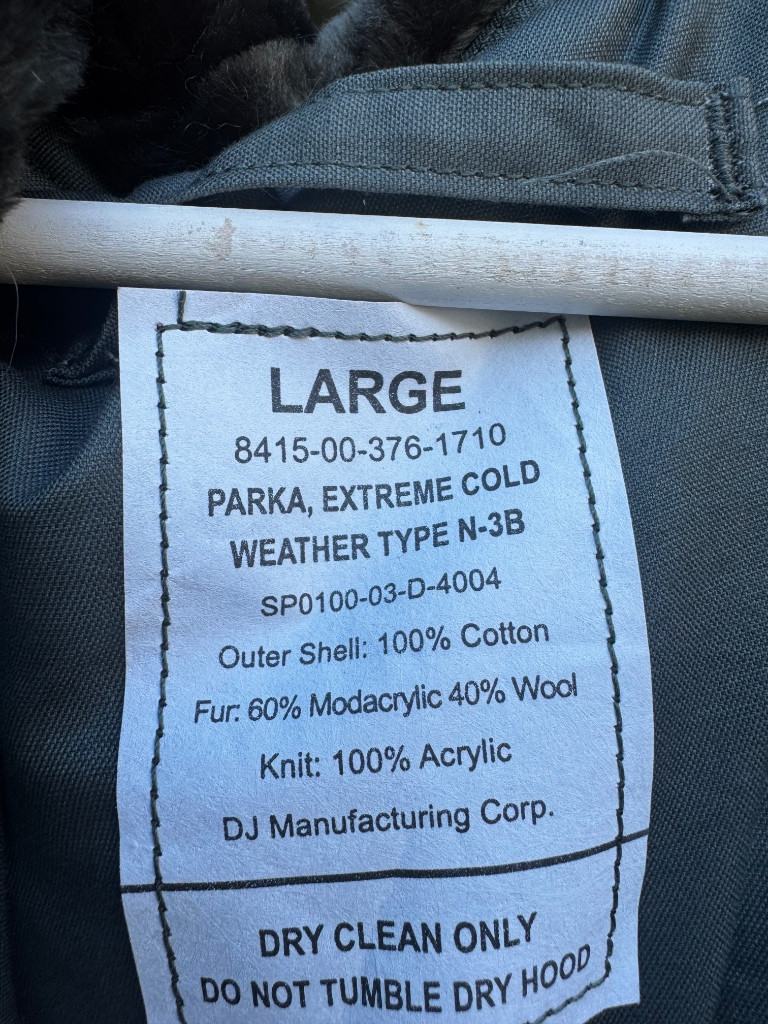 LARGE
8415-00-376-1710
PARKA, EXTREME COLD
WEATHER TYPE N-3B
SP0100-03-D-4004
Outer Shell: 100% Cotton
Fur: 60% Modacrylic 40% Wool
Knit: 100% Acrylic
DJ Manufacturing Corp.
DRY CLEAN ONLY
DO NOT TUMBLE DRY HOOD